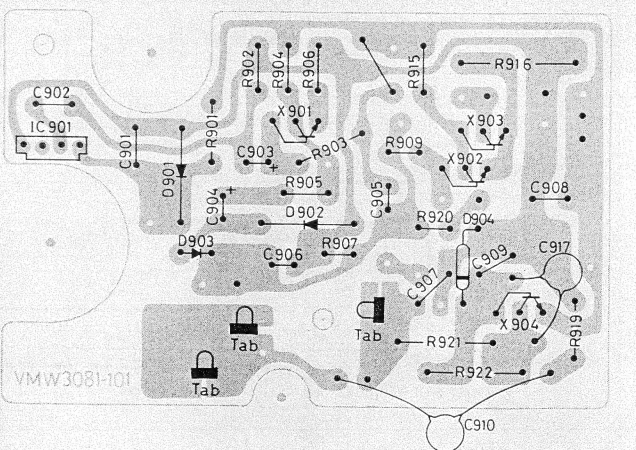 R902
R904
R906
R915
R916
C902
IC901
X901
X903
C901
R901
D901
C903
+
R903
R909
X902
C904
+
R905
C905
C908
D902
R920
D904
D903
C906
R907
C907
C909
C917
X904
R919
Tab
Tab
R921
Tab
R922
VMW3081-101
C910